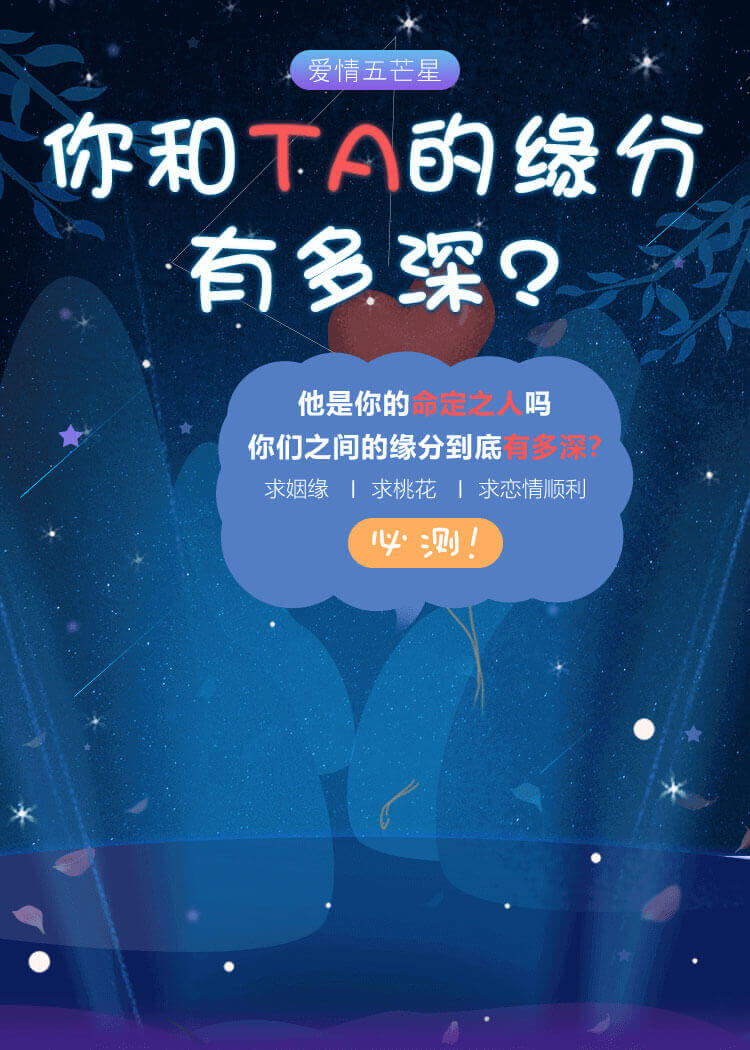 爱情五芒星
你和TA的缘分
有多深?
他是你的命定之人吗
你们之间的缘分到底有多深?
求姻缘 | 求桃花 | 求恋情顺利
必测!